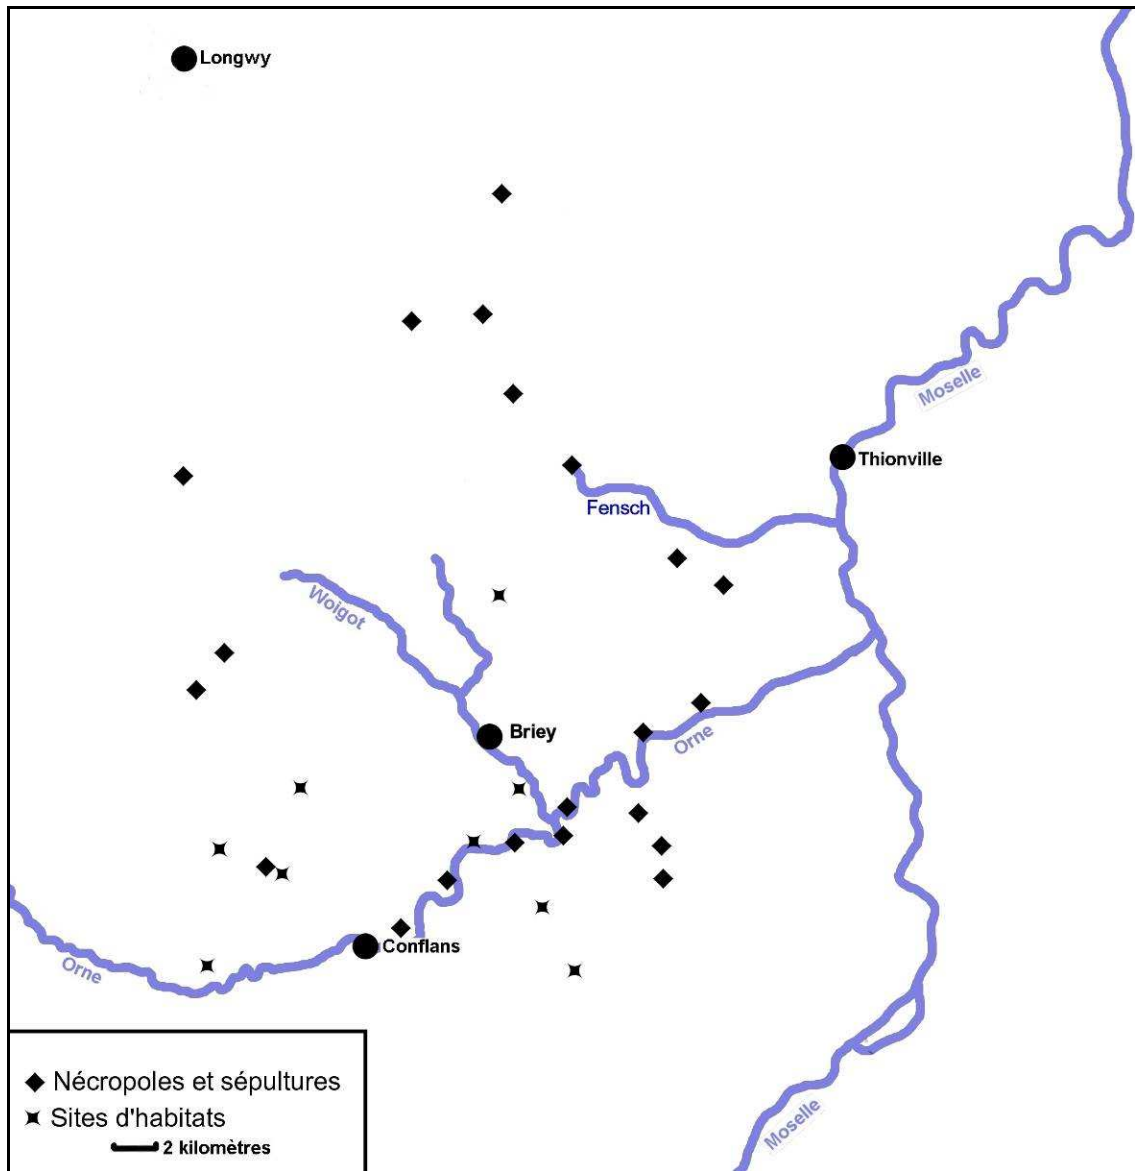 Longwy
Moselle
Thionville
Fensch
Woigot
Briey
Orne
Conflans
Orne
Nécropoles et sépultures
Sites d'habitats
2 kilomètres
Moselle